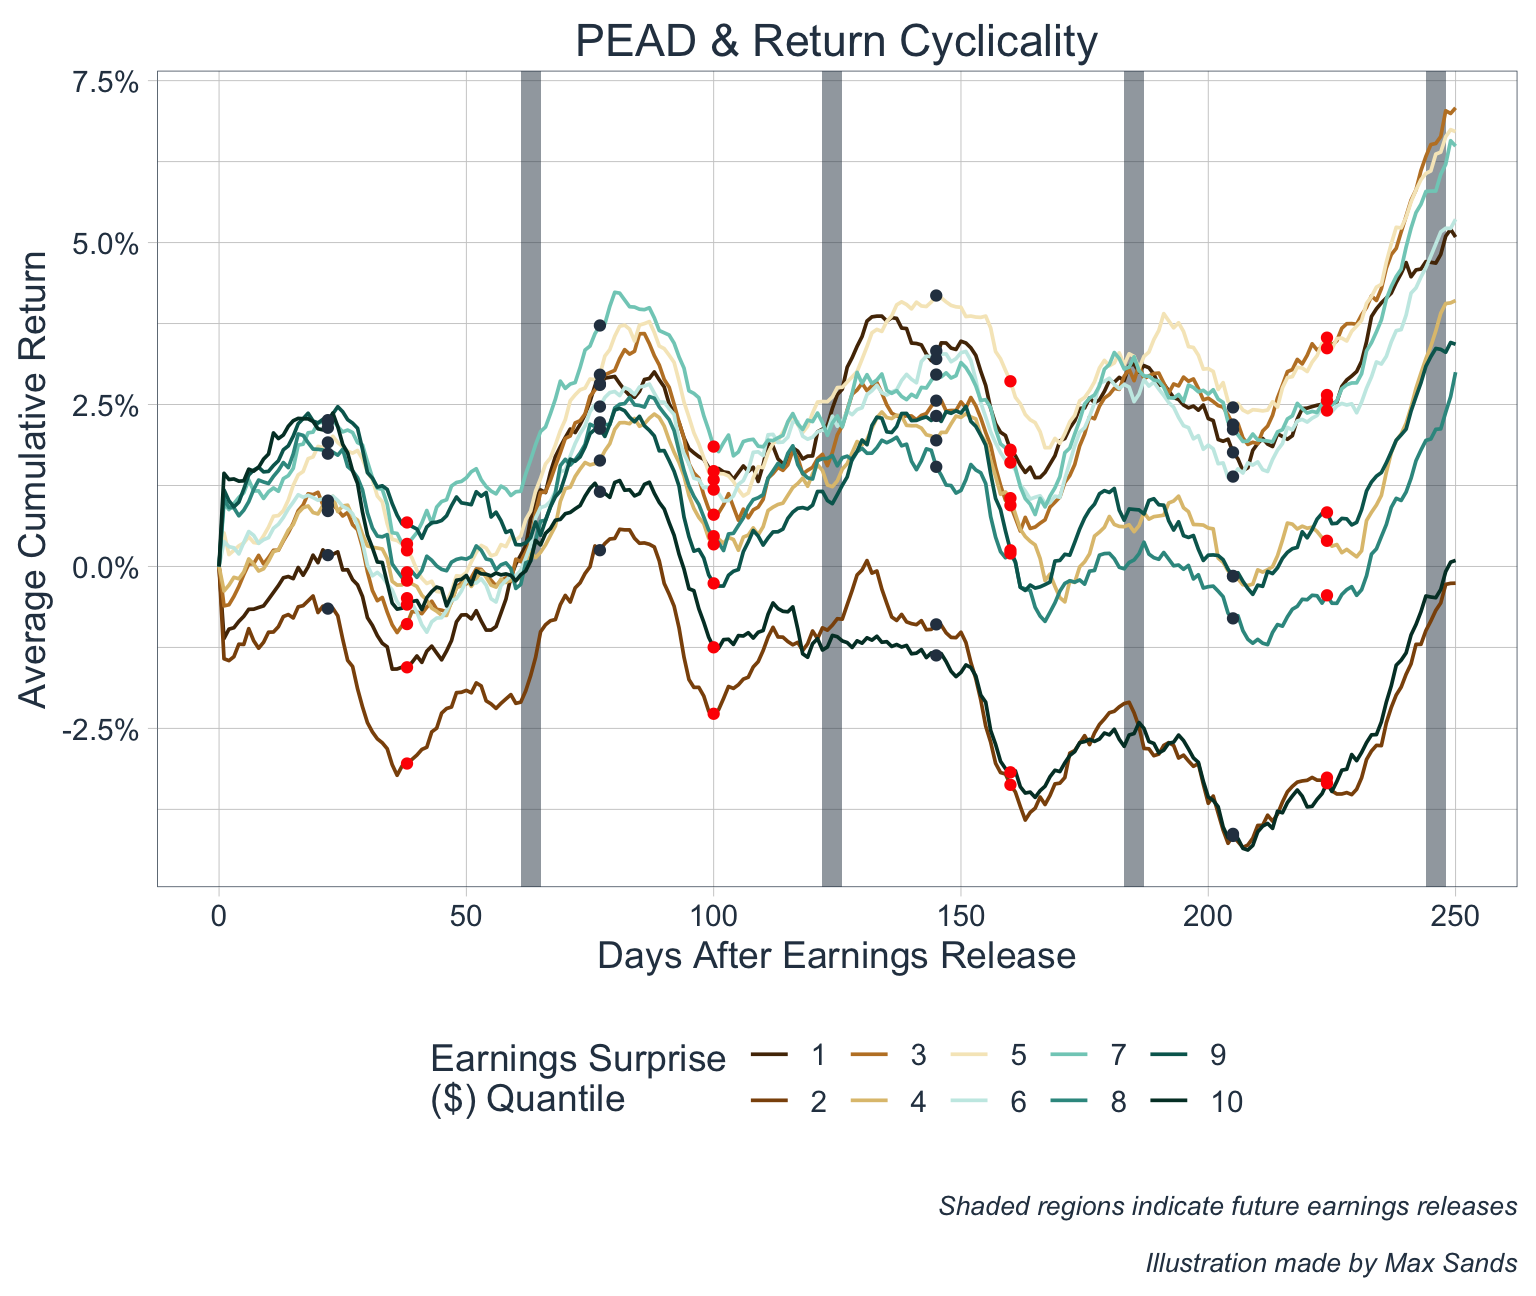 PEAD & Return Cyclicality
Average Cumulative Return
7.5%
5.0%
2.5%
0.0%
-2.5%
0 50 100 150 200 250
Days After Earnings Release
Earnings Surprise
($) Quantile
1 3 5 7 9
2 4 6 8 10
Shaded regions indicate future earnings releases
Illustration made by Max Sands